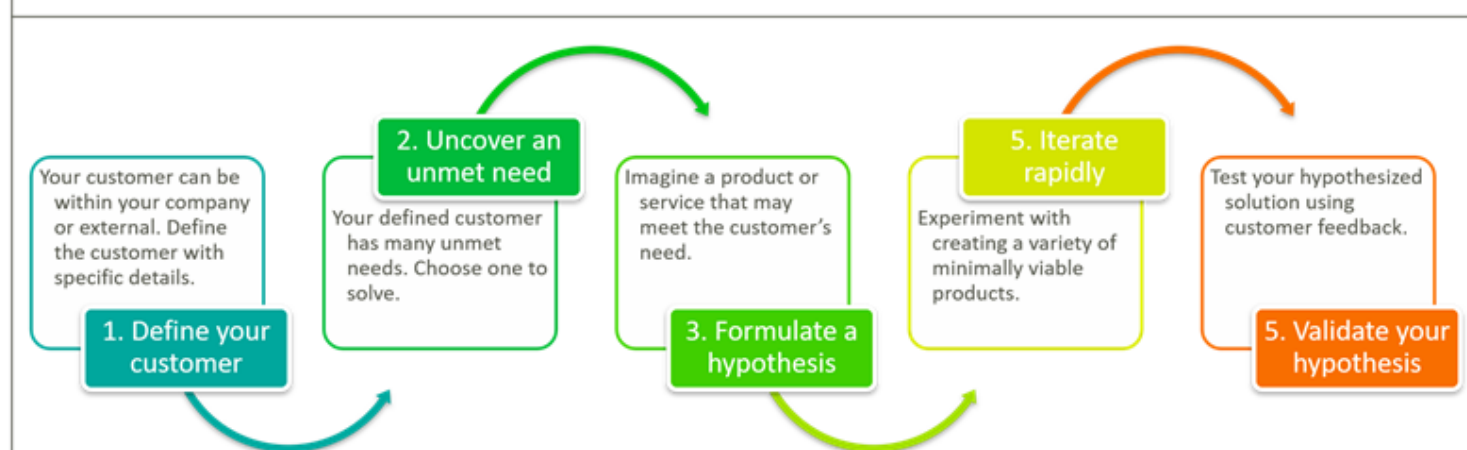 Your customer can be
within your company
or external. Define
the customer with
specific details.
1. Define your
customer
2. Uncover an
unmet need
Your defined customer
has many unmet
needs. Choose one to
solve.
Imagine a product or
service that may
meet the customer's
need.
3. Formulate a
hypothesis
5. Iterate
rapidly
Experiment with
creating a variety of
minimally viable
products.
Test your hypothesized
solution using
customer feedback.
5. Validate your
hypothesis